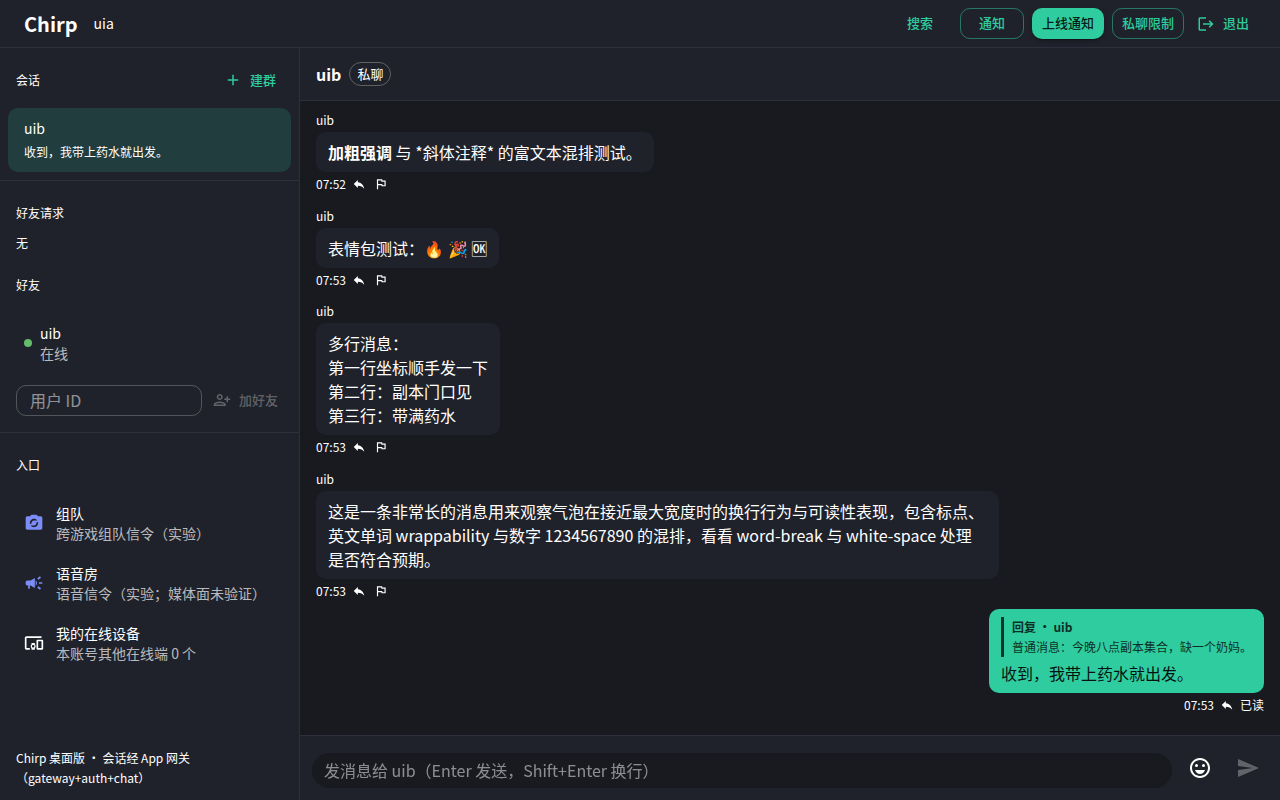 Chirp uia
搜索 通知 上线通知 私聊限制 退出
会话 建群
uib
收到，我带上药水就出发。
好友请求
无
好友
uib
在线
用户 ID 加好友
入口
组队
跨游戏组队信令（实验）
语音房
语音信令（实验；媒体面未验证）
我的在线设备
本账号其他在线端 0 个
Chirp 桌面版 · 会话经 App 网关
（gateway+auth+chat）
uib 私聊
uib
加粗强调 与 *斜体注释* 的富文本混排测试。
07:52
uib
表情包测试：🔥 🎉 🆗
07:53
uib
多行消息：
第一行坐标顺手发一下
第二行：副本门口见
第三行：带满药水
07:53
uib
这是一条非常长的消息用来观察气泡在接近最大宽度时的换行行为与可读性表现，包含标点、
英文单词 wrappability 与数字 1234567890 的混排，看看 word-break 与 white-space 处理
是否符合预期。
07:53
回复 · uib
普通消息：今晚八点副本集合，缺一个奶妈。
收到，我带上药水就出发。
07:53 已读
发消息给 uib（Enter 发送，Shift+Enter 换行）